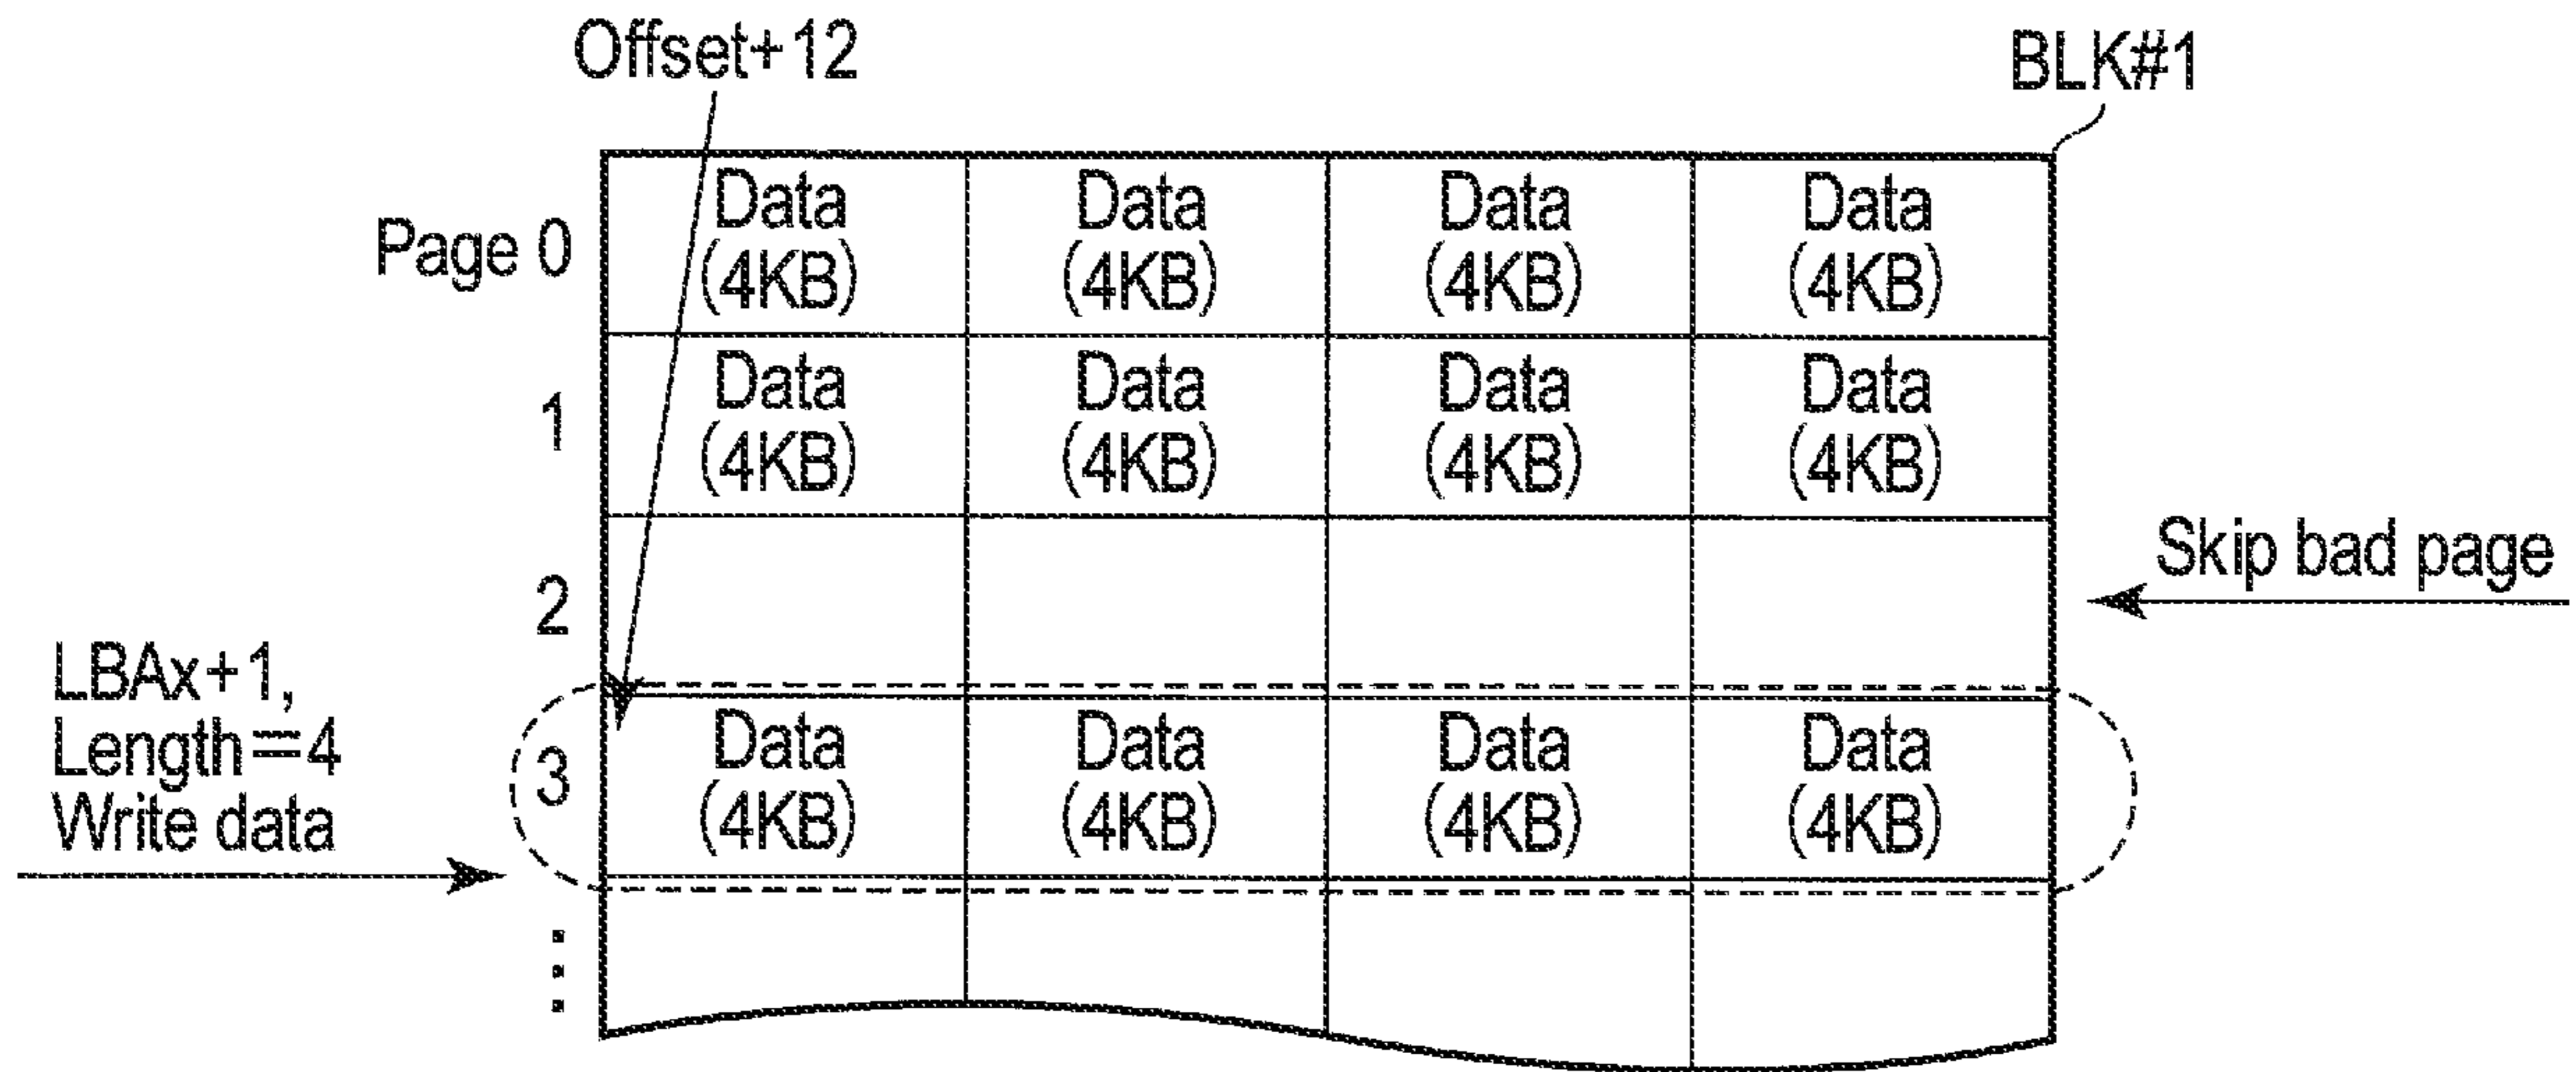 Offset+12
BLK#1
Page 0
Data
(4KB)
Data
(4KB)
Data
(4KB)
Data
(4KB)
1
Data
(4KB)
Data
(4KB)
Data
(4KB)
Data
(4KB)
2
Skip bad page
LBAx+1,
Length=4
Write data
3
Data
(4KB)
Data
(4KB)
Data
(4KB)
Data
(4KB)